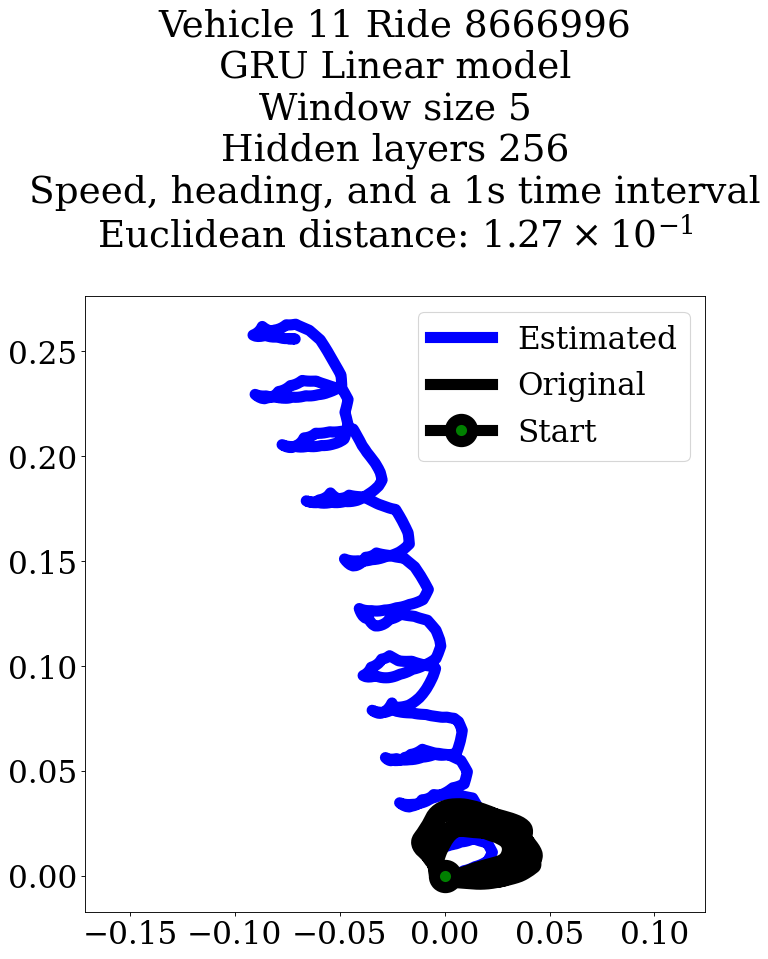 Vehicle 11 Ride 8666996
GRU Linear model
Window size 5
Hidden layers 256
Speed, heading, and a 1s time interval
Euclidean distance: 1.27 × 10⁻¹
Estimated
Original
Start
0.25
0.20
0.15
0.10
0.05
0.00
−0.15 −0.10 −0.05 0.00 0.05 0.10